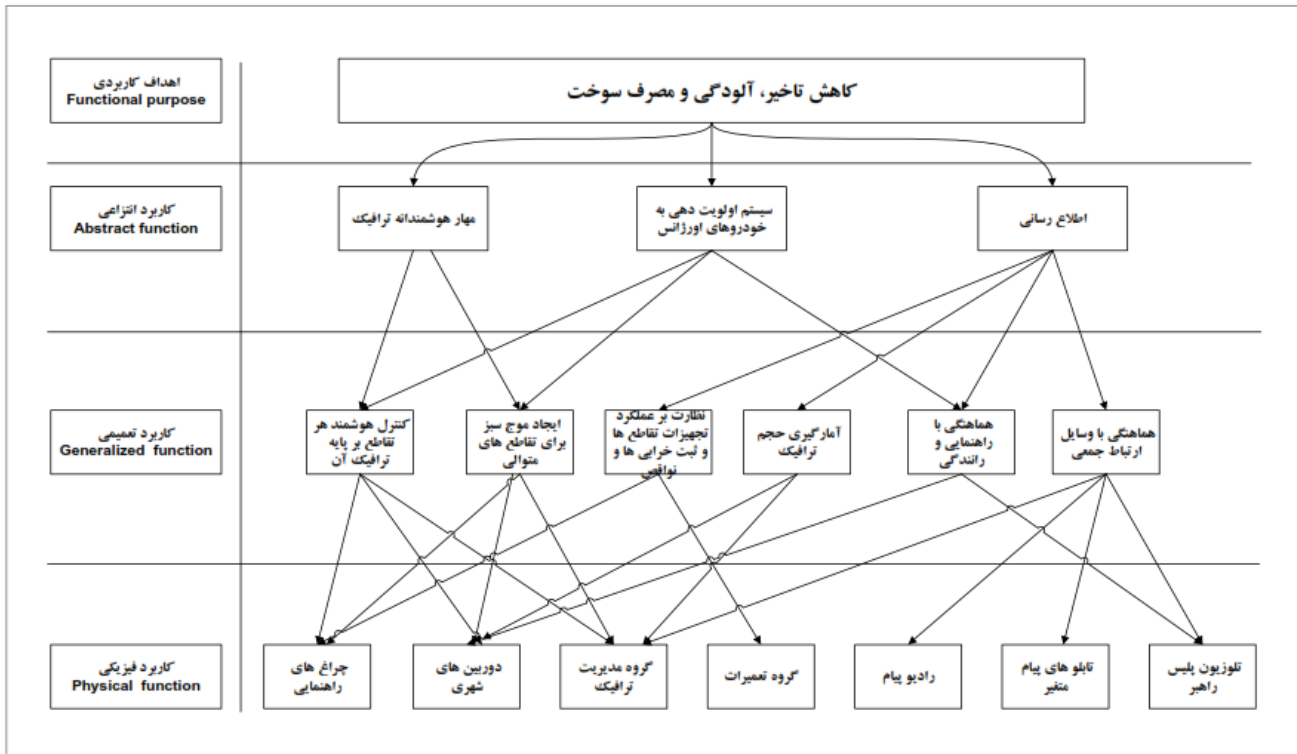 اهداف کاربردی
Functional purpose
کاهش تاخیر، آلودگی و مصرف سوخت
کاربرد انتزاعی
Abstract function
مهار هوشمندانه ترافیک
سیستم اولویت دهی به
خودروهای اورژانس
اطلاع رسانی
کاربرد تعمیمی
Generalized function
کنترل هوشمند هر
تقاطع بر پایه
ترافیک آن
ایجاد موج سبز
برای تقاطع های
متوالی
نظارت بر عملکرد
تجهیزات تقاطع ها
و ثبت خرابی ها و
نواقص
آمارگیری حجم
ترافیک
هماهنگی با
راهنمایی و
رانندگی
هماهنگی با وسایل
ارتباط جمعی
کاربرد فیزیکی
Physical function
چراغ های
راهنمایی
دوربین های
شهری
گروه مدیریت
ترافیک
گروه تعمیرات
رادیو پیام
تابلو های پیام
متغیر
تلوزیون پلیس
راهبر